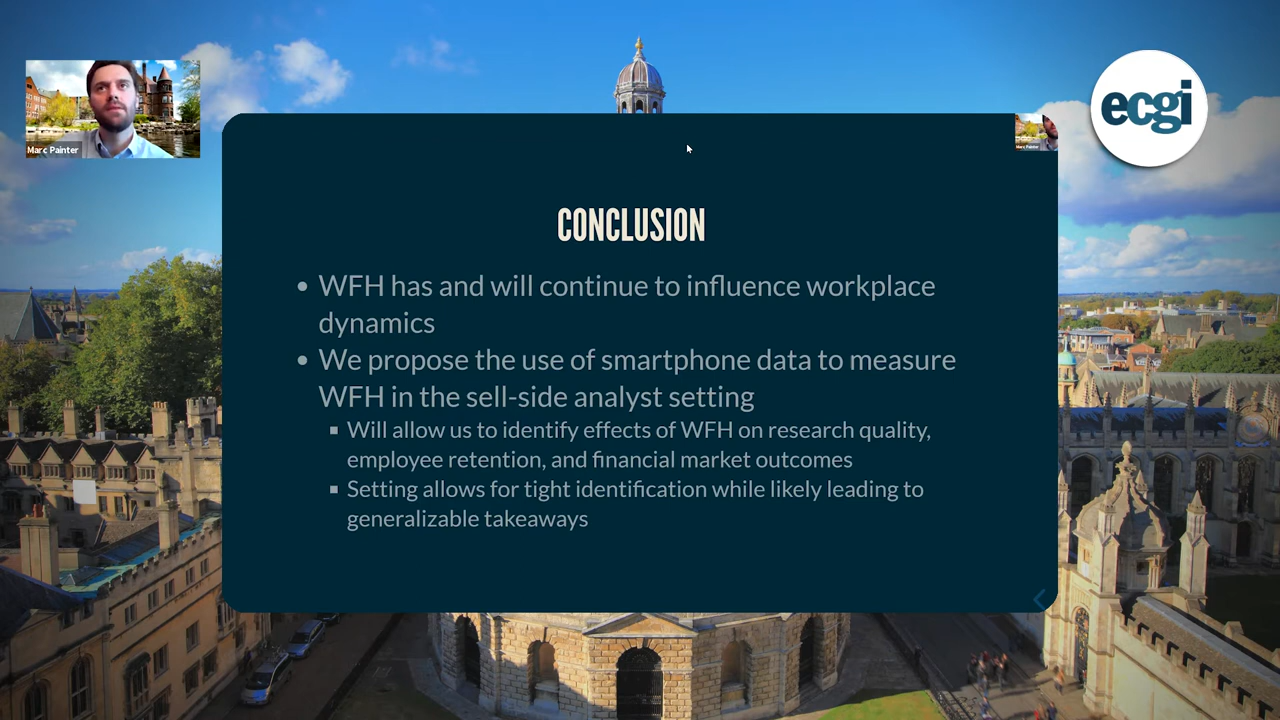 ecgi
Marc Painter
Marc Painter
CONCLUSION
• WFH has and will continue to influence workplace
dynamics
• We propose the use of smartphone data to measure
WFH in the sell-side analyst setting
▪ Will allow us to identify effects of WFH on research quality,
employee retention, and financial market outcomes
▪ Setting allows for tight identification while likely leading to
generalizable takeaways